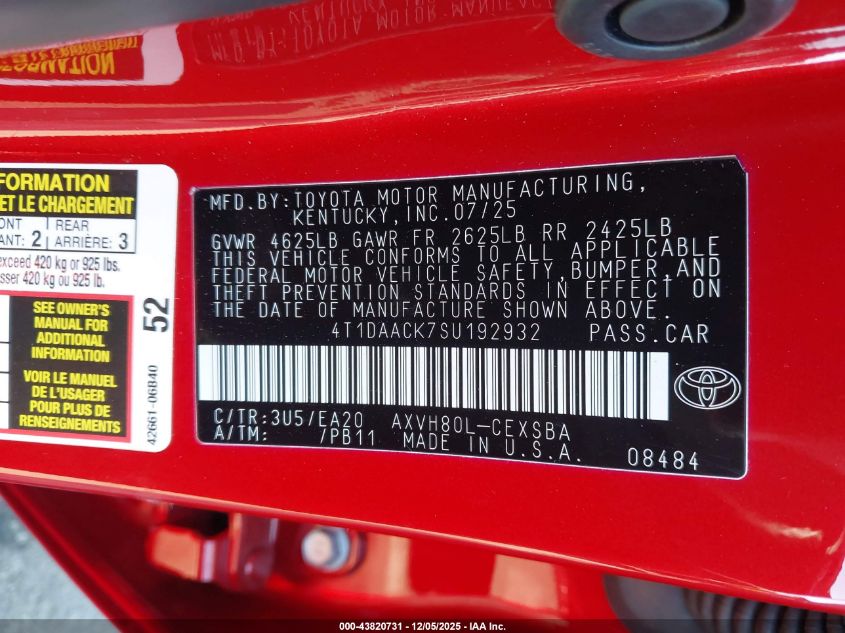 FORMATION
ET LE CHARGEMENT
REAR
ANT: 2 ARRIÈRE: 3
exceed 420 kg or 925 lbs.
sser 420 kg ou 925 lb.
SEE OWNER'S
MANUAL FOR
ADDITIONAL
INFORMATION
VOIR LE MANUEL
DE L'USAGER
POUR PLUS DE
RENSEIGNEMENTS
52
42661-06B40
MFD.BY:TOYOTA MOTOR MANUFACTURING,
KENTUCKY,INC.07/25
GVWR 4625LB GAWR FR 2625LB RR 2425LB
THIS VEHICLE CONFORMS TO ALL APPLICABLE
FEDERAL MOTOR VEHICLE SAFETY,BUMPER,AND
THEFT PREVENTION STANDARDS IN EFFECT ON
THE DATE OF MANUFACTURE SHOWN ABOVE.
4T1DAACK7SU192932 PASS.CAR
C/TR:3U5/EA20 AXVH80L-CEXSBA
A/TM: /PB11 MADE IN U.S.A.
08484
000-43820731 - 12/05/2025 - IAA Inc.